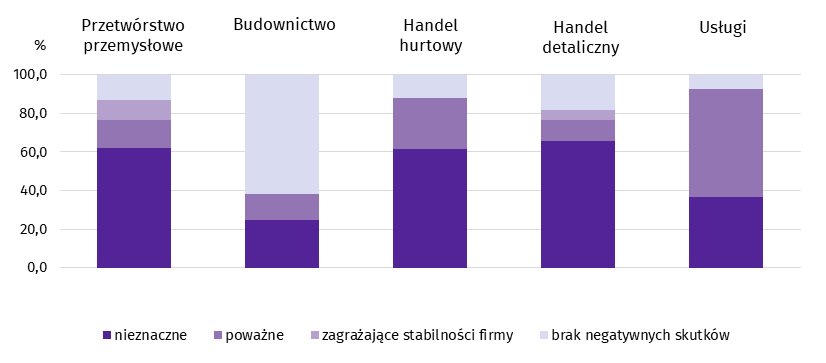 Przetwórstwo
przemysłowe
Budownictwo
Handel
hurtowy
Handel
detaliczny
Usługi
%
100,0
80,0
60,0
40,0
20,0
0,0
nieznaczne
poważne
zagrażające stabilności firmy
brak negatywnych skutków